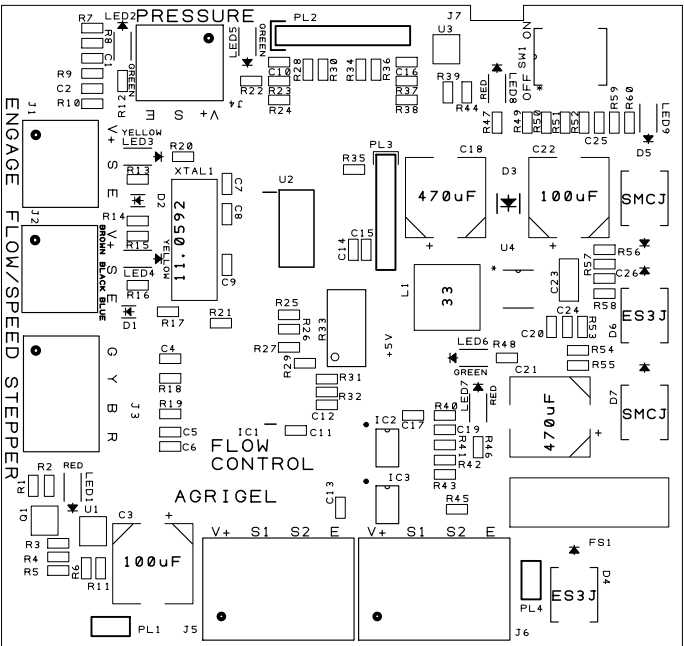 PRESSURE
R7
LED2
R8
C1
GREEN
R9
C2
R10
R12
J4
E S V+
LED5
GREEN
R22
PL2
C10
R23
R24
R28
R30
R34
R36
C16
R37
R38
J7
U3
R39
R44
RED
LED8
OFF SW1 ON
*
R47
R49
R50
R51
R52
C25
R59
R60
LED9
D5
ENGAGE FLOW/SPEED STEPPER
J1
V+ S E
YELLOW
LED3
R20
R13
XTAL1
11.0592
D2
R14
J2
V+ S E
BROWN BLACK BLUE
R15
YELLOW
LED4
R16
D1
R17
C7
C8
C9
R21
U2
R35
PL3
C14
C15
C18
470uF
+
D3
C22
100uF
+
SMCJ
U4
*
L1
33
C23
R56
R57
C26
R58
ES3J
D6
C20
C24
R53
R54
R55
J3
G Y B R
C4
R18
R19
C5
C6
R25
R26
R27
R29
R33
+5V
R31
R32
C12
IC1
C11
FLOW
CONTROL
AGRIGEL
LED6
GREEN
R48
LED7
RED
IC2
C17
R40
C19
R41
R42
R43
R46
IC3
R45
C21
470uF
+
D7
SMCJ
R1
R2
RED
LED1
Q1
U1
R3
R4
R5
R6
R11
C3
+
100uF
PL1
C13
V+ S1 S2 E
J5
V+ S1 S2 E
J6
FS1
PL4
D4
ES3J